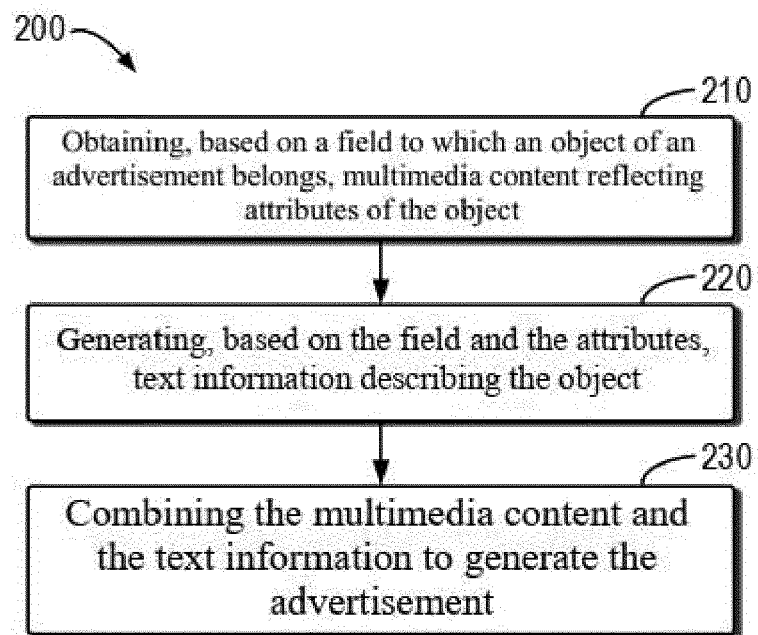 200
210
Obtaining, based on a field to which an object of an
advertisement belongs, multimedia content reflecting
attributes of the object
220
Generating, based on the field and the attributes,
text information describing the object
230
Combining the multimedia content and
the text information to generate the
advertisement